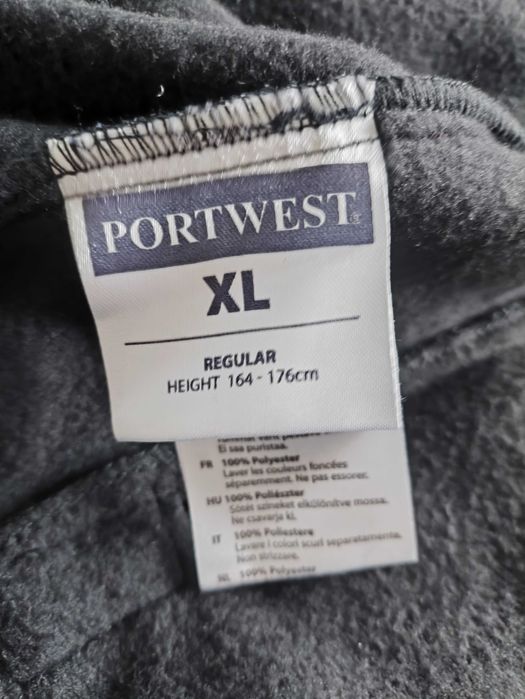 PORTWEST
XL
REGULAR
HEIGHT 164 - 176cm
Ei saa puristaa.
FR 100% Polyester
Laver les couleurs foncées
séparemment. Ne pas essorer.
HU 100% Poliészter
Sötét színeket elkülönítve mossa.
Ne csavarja ki.
IT 100% Poliestere
Lavare i colori scuri separatamente.
Non strizzare.
NL 100% Polyester